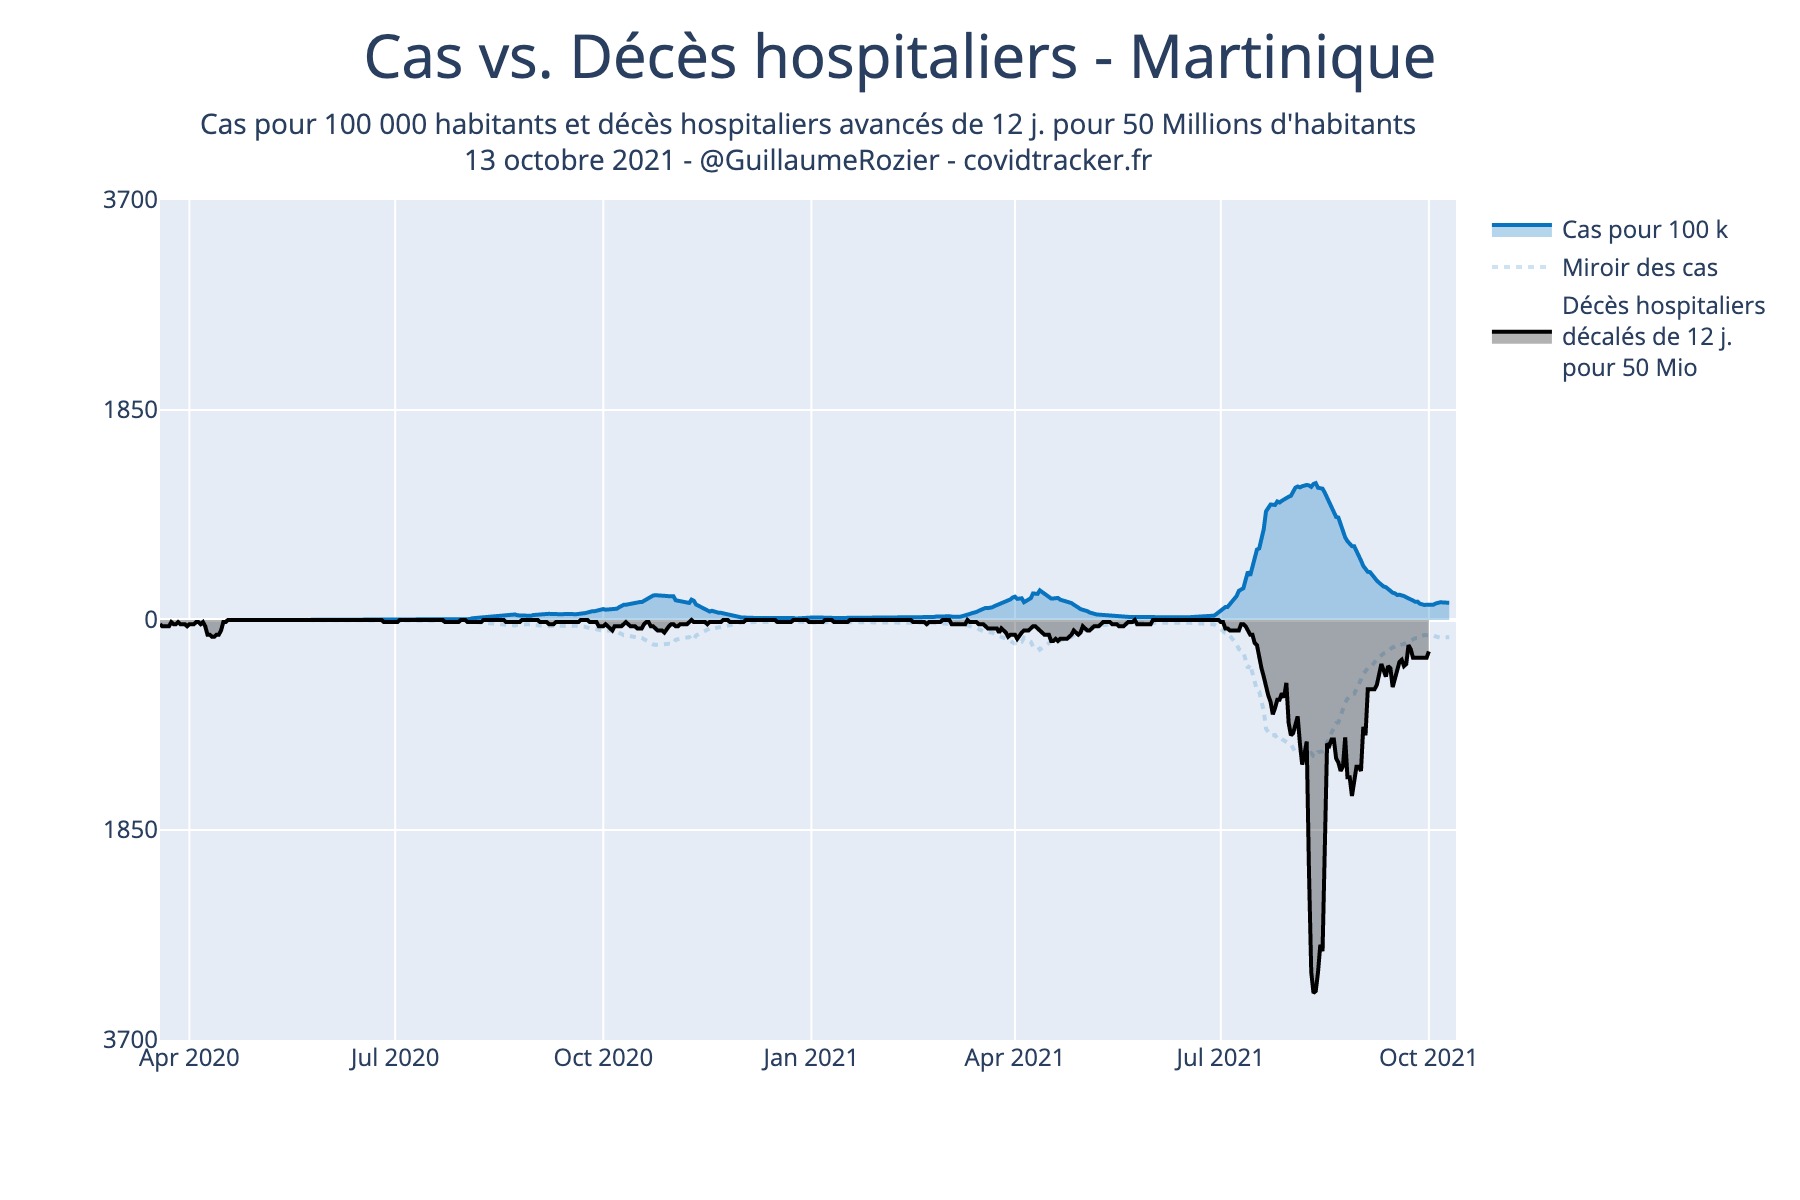 Cas vs. Décès hospitaliers - Martinique
Cas pour 100 000 habitants et décès hospitaliers avancés de 12 j. pour 50 Millions d'habitants
13 octobre 2021 - @GuillaumeRozier - covidtracker.fr
3700
1850
0
1850
3700
Apr 2020
Jul 2020
Oct 2020
Jan 2021
Apr 2021
Jul 2021
Oct 2021
Cas pour 100 k
Miroir des cas
Décès hospitaliers
décalés de 12 j.
pour 50 Mio